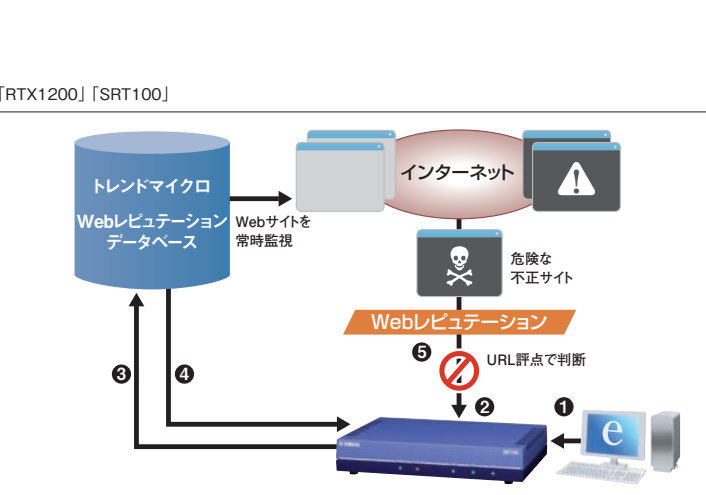 「RTX1200」「SRT100」
インターネット
トレンドマイクロ
Webレピュテーション
データベース
Webサイトを
常時監視
危険な
不正サイト
Webレピュテーション
❺
URL評点で判断
❸
❹
❷
❶
e